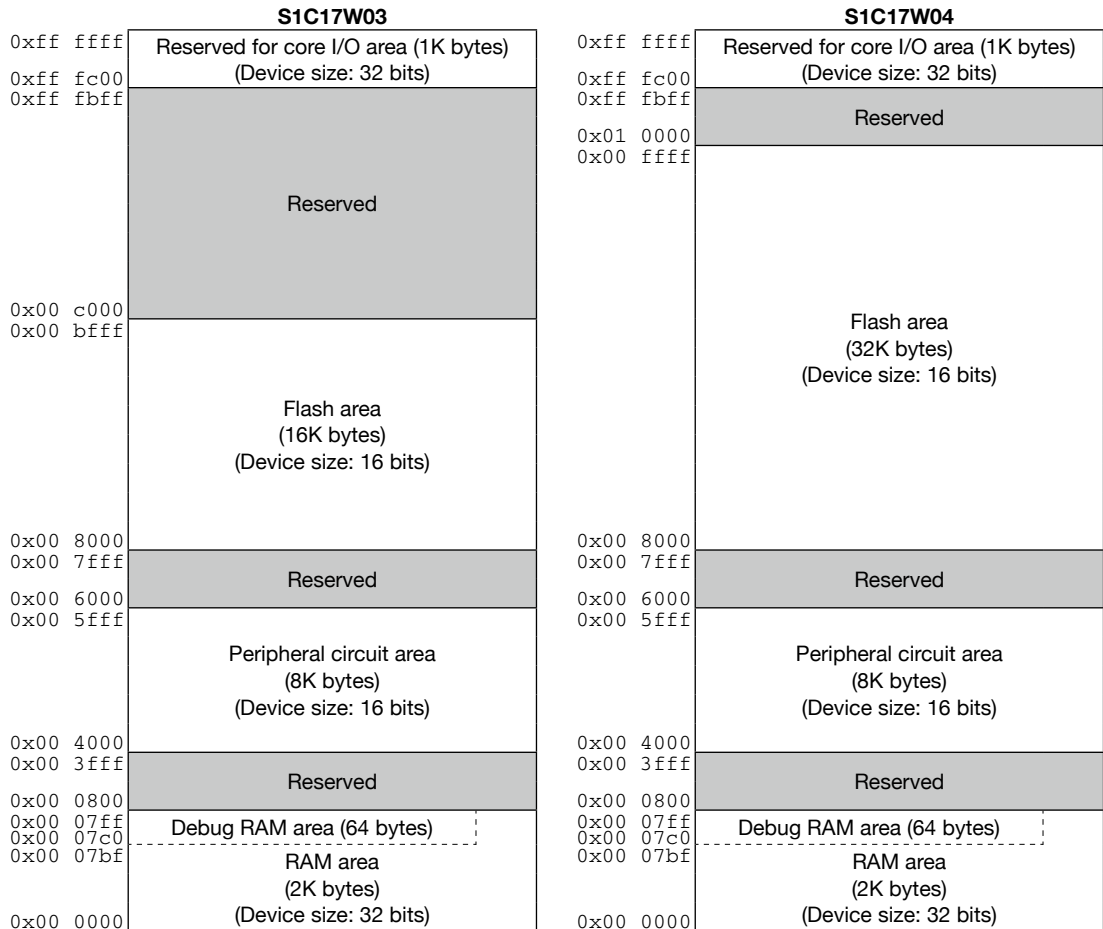 S1C17W03
0xff ffff
Reserved for core I/O area (1K bytes)
(Device size: 32 bits)
0xff fc00
0xff fbff
Reserved
0x00 c000
0x00 bfff
Flash area
(16K bytes)
(Device size: 16 bits)
0x00 8000
0x00 7fff
Reserved
0x00 6000
0x00 5fff
Peripheral circuit area
(8K bytes)
(Device size: 16 bits)
0x00 4000
0x00 3fff
Reserved
0x00 0800
0x00 07ff
Debug RAM area (64 bytes)
0x00 07c0
0x00 07bf
RAM area
(2K bytes)
(Device size: 32 bits)
0x00 0000
S1C17W04
0xff ffff
Reserved for core I/O area (1K bytes)
(Device size: 32 bits)
0xff fc00
0xff fbff
Reserved
0x01 0000
0x00 ffff
Flash area
(32K bytes)
(Device size: 16 bits)
0x00 8000
0x00 7fff
Reserved
0x00 6000
0x00 5fff
Peripheral circuit area
(8K bytes)
(Device size: 16 bits)
0x00 4000
0x00 3fff
Reserved
0x00 0800
0x00 07ff
Debug RAM area (64 bytes)
0x00 07c0
0x00 07bf
RAM area
(2K bytes)
(Device size: 32 bits)
0x00 0000